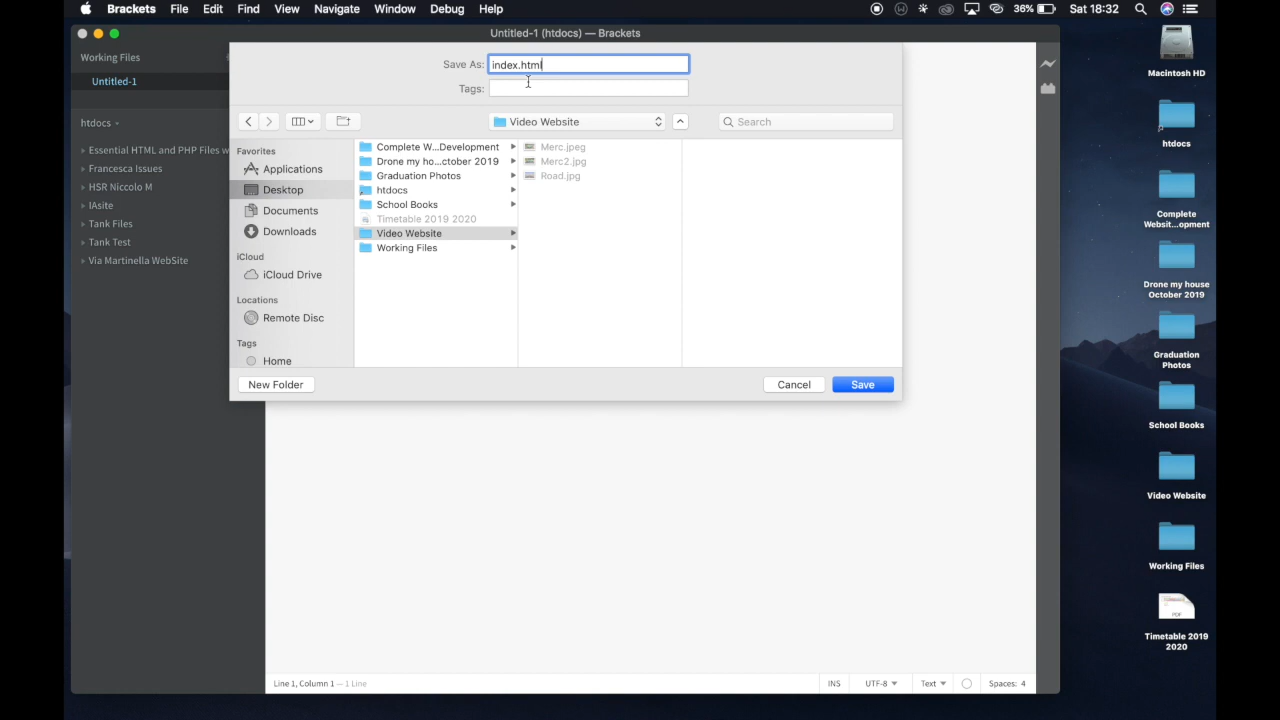 Brackets File Edit Find View Navigate Window Debug Help 36% Sat 18:32
Untitled-1 (htdocs) — Brackets
Working Files
Untitled-1
htdocs
Essential HTML and PHP Files w
Francesca Issues
HSR Niccolo M
IAsite
Tank Files
Tank Test
Via Martinella WebSite
Save As: index.html
Tags:
Video Website
Search
Favorites
Applications
Desktop
Documents
Downloads
iCloud
iCloud Drive
Locations
Remote Disc
Tags
Home
Complete W...Development
Drone my ho...ctober 2019
Graduation Photos
htdocs
School Books
Timetable 2019 2020
Video Website
Working Files
Merc.jpeg
Merc2.jpg
Road.jpg
New Folder Cancel Save
Line 1, Column 1 — 1 Line INS UTF-8 Text Spaces: 4
Macintosh HD
htdocs
Complete
Websit...opment
Drone my house
October 2019
Graduation
Photos
School Books
Video Website
Working Files
PDF
Timetable 2019
2020